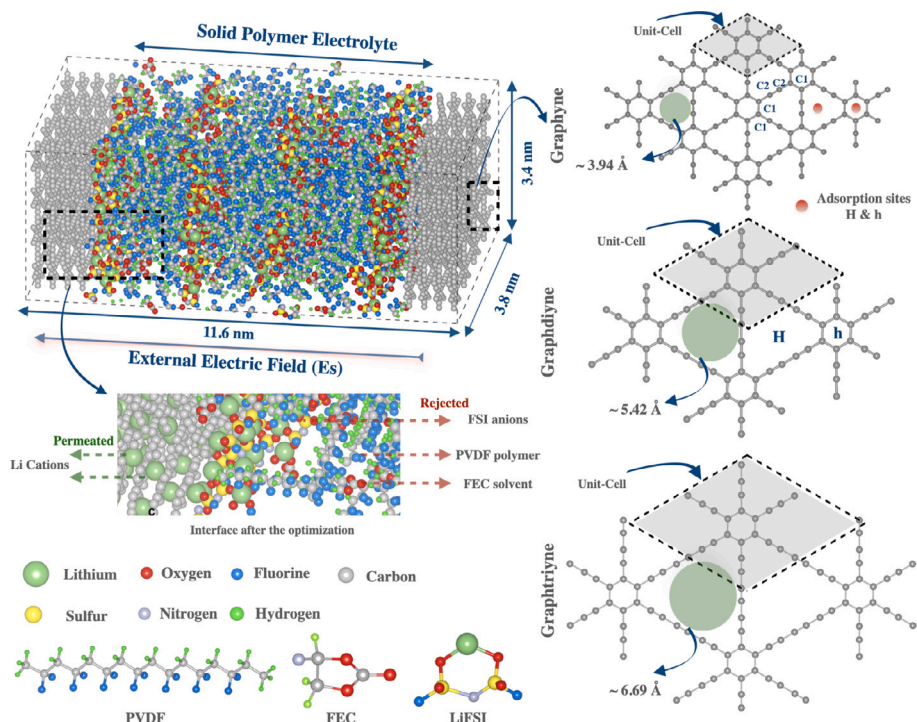 Solid Polymer Electrolyte
3.4 nm
3.8 nm
11.6 nm
External Electric Field (Es)
Rejected
Permeated
FSI anions
PVDF polymer
FEC solvent
Li Cations
c
Interface after the optimization
Lithium
Oxygen
Fluorine
Carbon
Sulfur
Nitrogen
Hydrogen
PVDF
FEC
LiFSI
Graphyne
Unit-Cell
C1
C2
C2
C1
C1
~ 3.94 Å
Adsorption sites
H & h
Graphdiyne
Unit-Cell
H
h
~ 5.42 Å
Graphtriyne
Unit-Cell
~ 6.69 Å